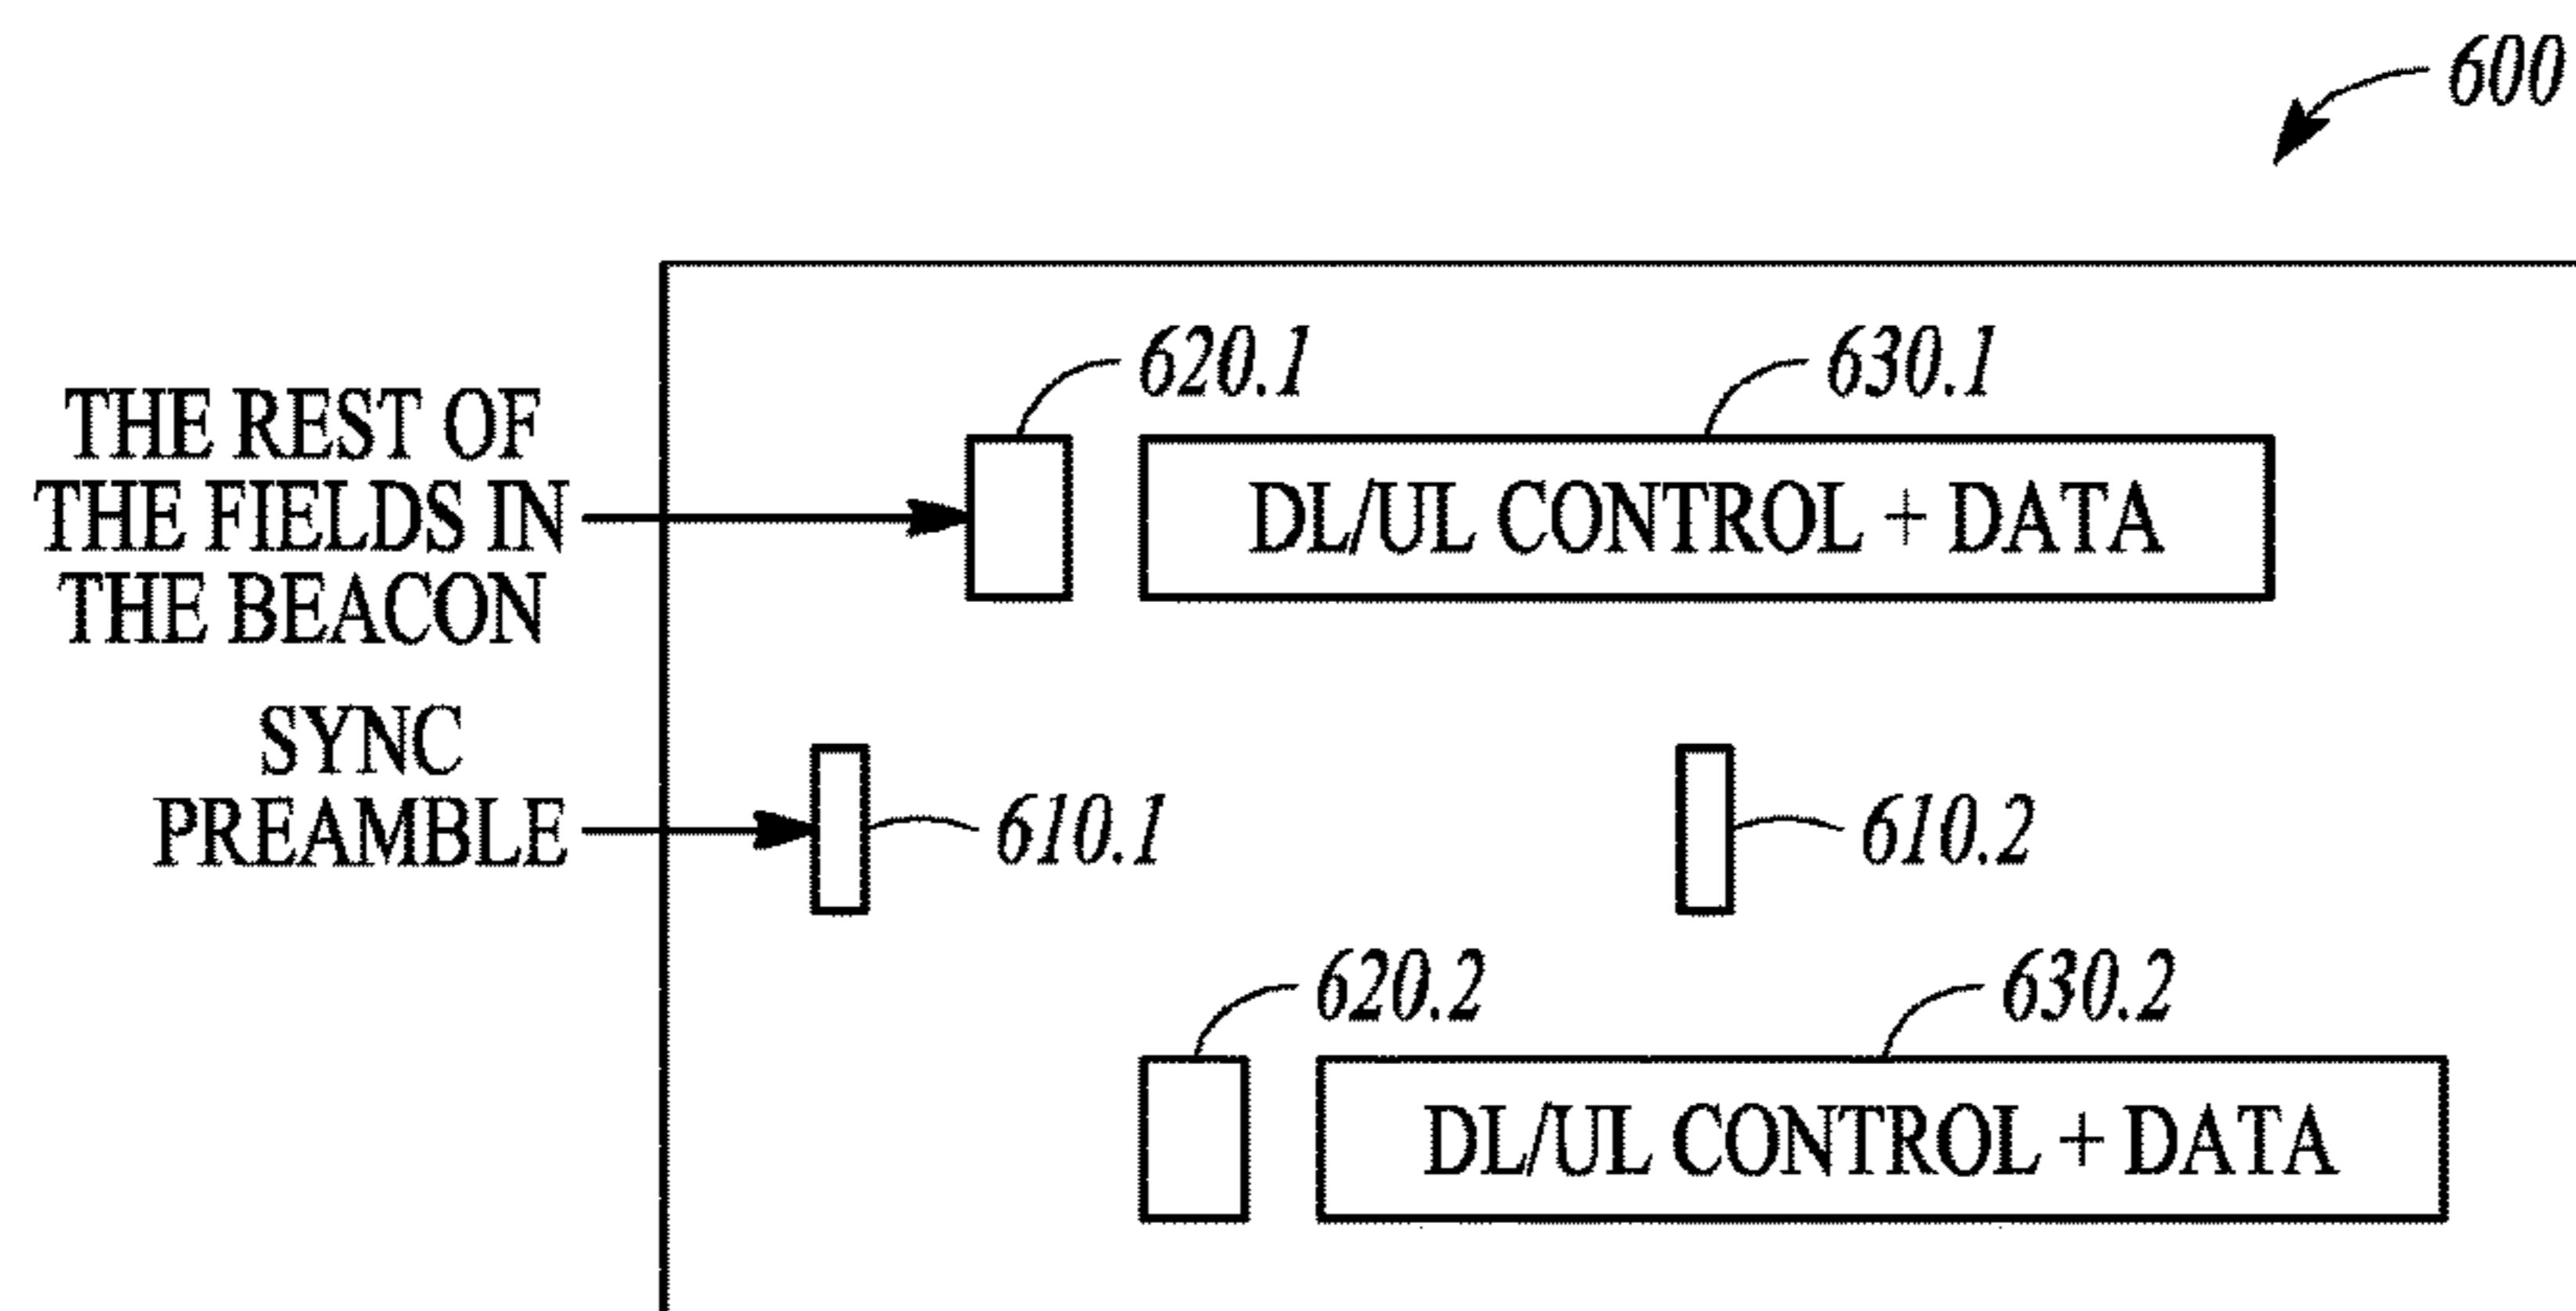 600
620.1
630.1
THE REST OF
THE FIELDS IN
THE BEACON
DL/UL CONTROL + DATA
SYNC
PREAMBLE
610.1
610.2
620.2
630.2
DL/UL CONTROL + DATA